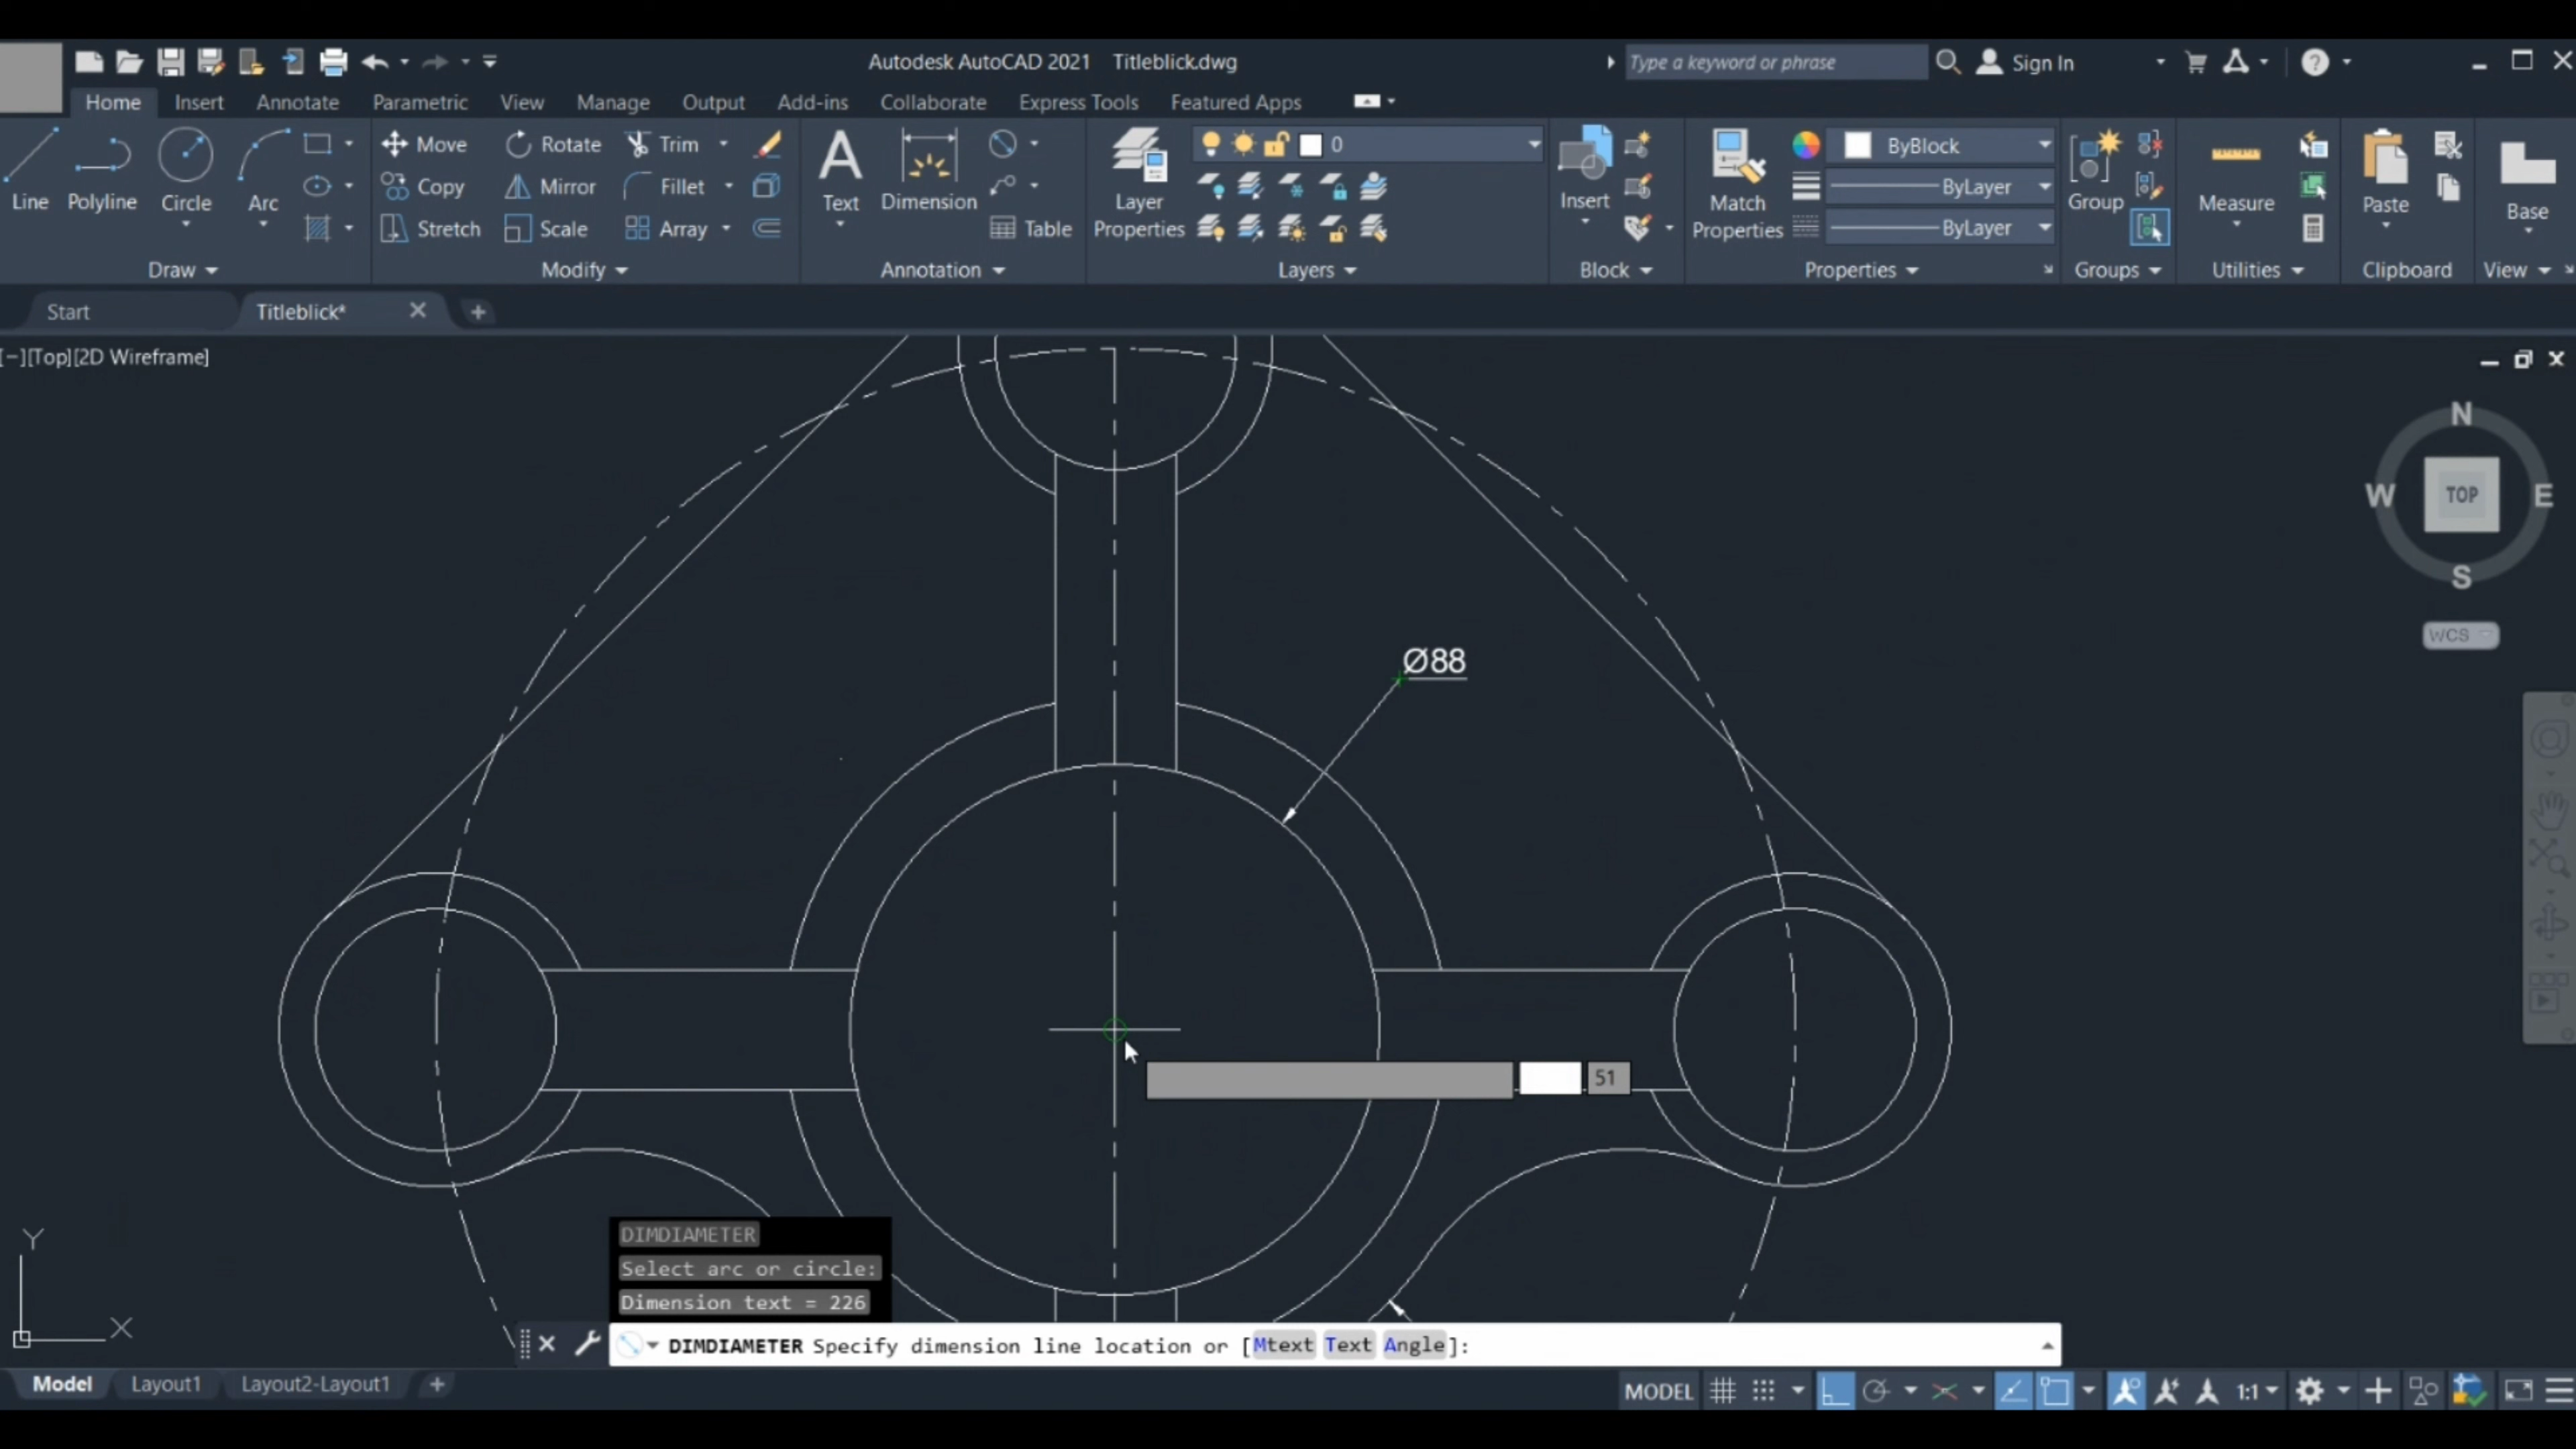 Autodesk AutoCAD 2021 Titleblick.dwg
Type a keyword or phrase
Sign In
Home Insert Annotate Parametric View Manage Output Add-ins Collaborate Express Tools Featured Apps
Line Polyline Circle Arc
Move Rotate Trim
Copy Mirror Fillet
Stretch Scale Array
Text Dimension
Table
Layer Properties
0
Insert
Match Properties
ByBlock
ByLayer
ByLayer
Group
Measure
Paste
Base
Draw Modify Annotation Layers Block Properties Groups Utilities Clipboard View
Start Titleblick*
[−][Top][2D Wireframe]
N
W TOP E
S
WCS
Ø88
51
Y
X
DIMDIAMETER
Select arc or circle:
Dimension text = 226
DIMDIAMETER Specify dimension line location or [Mtext Text Angle]:
Model Layout1 Layout2-Layout1
MODEL 1:1